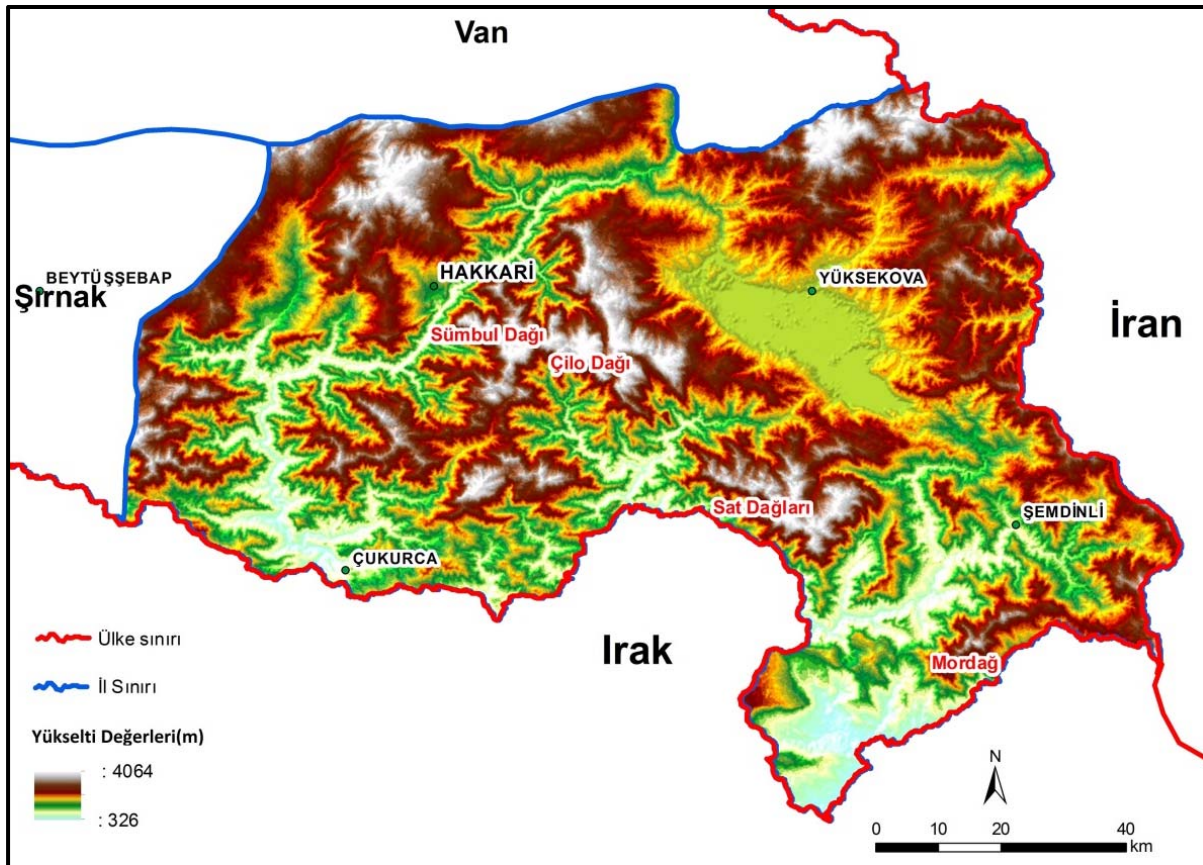 Van
BEYTÜŞŞEBAP
Şırnak
HAKKARİ
YÜKSEKOVA
İran
Sümbul Dağı
Çilo Dağı
Sat Dağları
ŞEMDİNLİ
ÇUKURCA
Irak
Mordağ
Ülke sınırı
İl Sınırı
Yükselti Değerleri(m)
: 4064
: 326
N
0 10 20 40
km